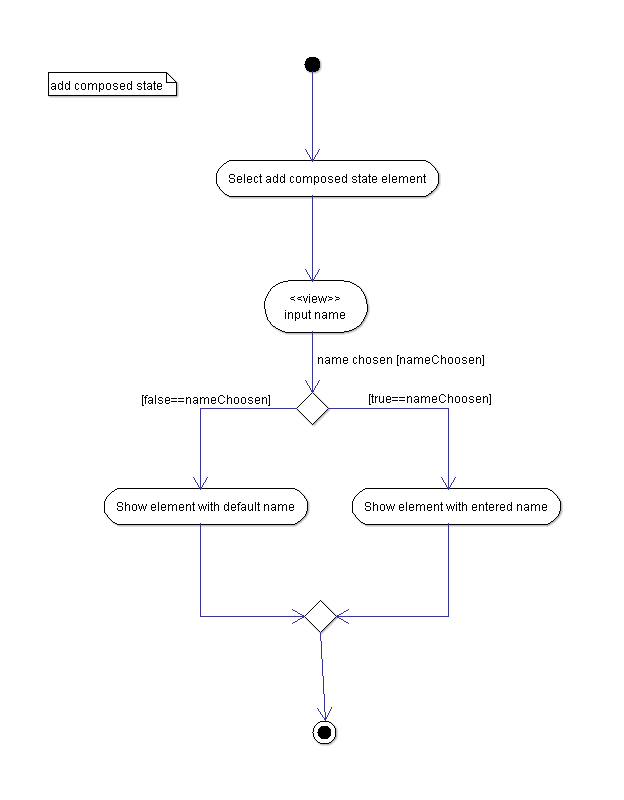 add composed state
Select add composed state element
<<view>>
input name
name chosen [nameChoosen]
[false==nameChoosen]
[true==nameChoosen]
Show element with default name
Show element with entered name